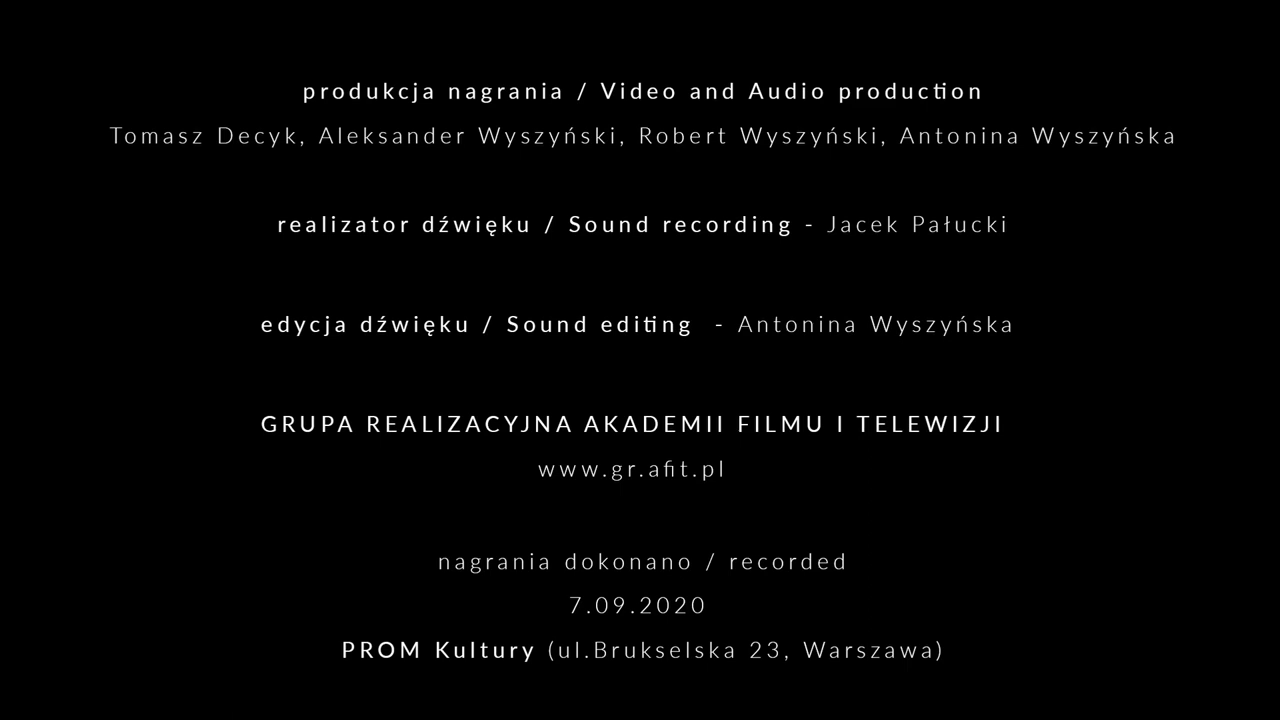 produkcja nagrania / Video and Audio production
Tomasz Decyk, Aleksander Wyszyński, Robert Wyszyński, Antonina Wyszyńska
realizator dźwięku / Sound recording - Jacek Pałucki
edycja dźwięku / Sound editing - Antonina Wyszyńska
GRUPA REALIZACYJNA AKADEMII FILMU I TELEWIZJI
www.gr.afit.pl
nagrania dokonano / recorded
7.09.2020
PROM Kultury (ul.Brukselska 23, Warszawa)